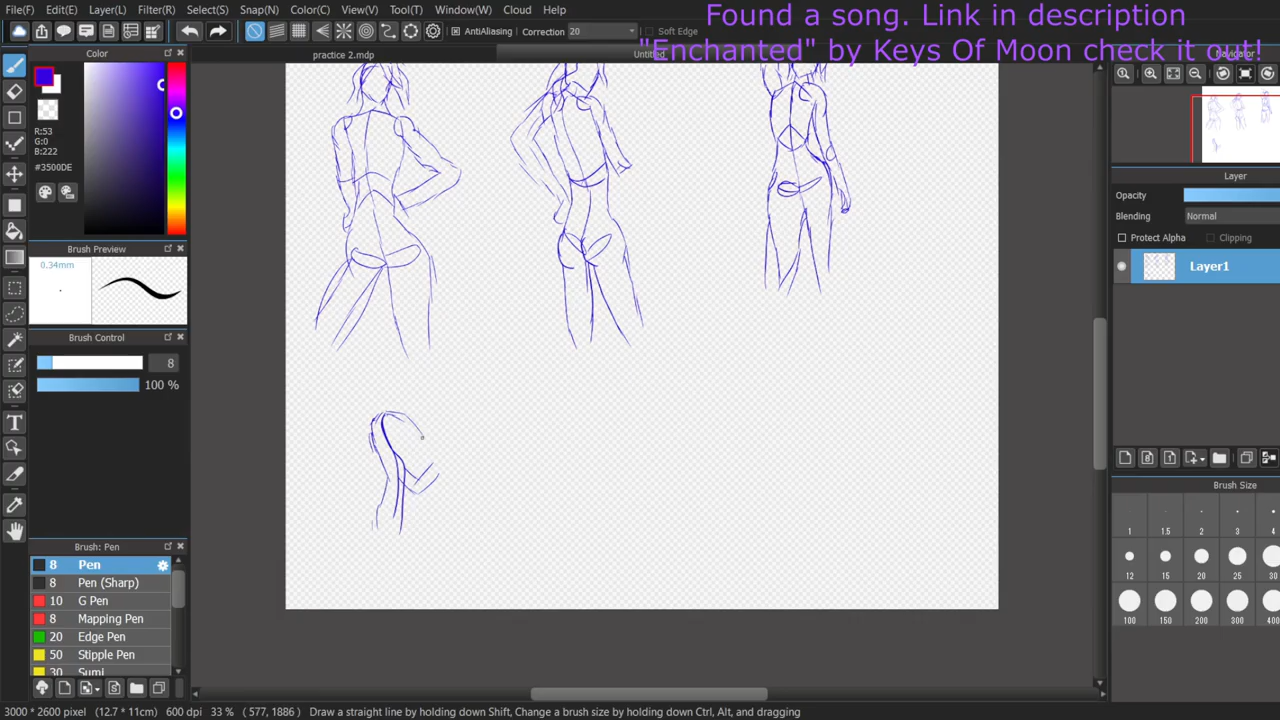 File(F) Edit(E) Layer(L) Filter(R) Select(S) Snap(N) Color(C) View(V) Tool(T) Window(W) Cloud Help
Found a song. Link in description
"Enchanted" by Keys Of Moon check it out!
AntiAliasing Correction 20 Soft Edge
Color
practice 2.mdp Untitled
Navigator
R:53
G:0
B:222
#3500DE
Layer
Opacity
Blending Normal
Protect Alpha Clipping
Brush Preview
0.34mm
Layer1
Brush Control
8
100 %
Brush Size
1 1.5 2 3 4
12 15 20 25 30
100 150 200 300 400
Brush: Pen
8 Pen
8 Pen (Sharp)
10 G Pen
8 Mapping Pen
20 Edge Pen
50 Stipple Pen
30 Sumi
3000 * 2600 pixel (12.7 * 11cm) 600 dpi 33 % ( 577, 1886 ) Draw a straight line by holding down Shift, Change a brush size by holding down Ctrl, Alt, and dragging